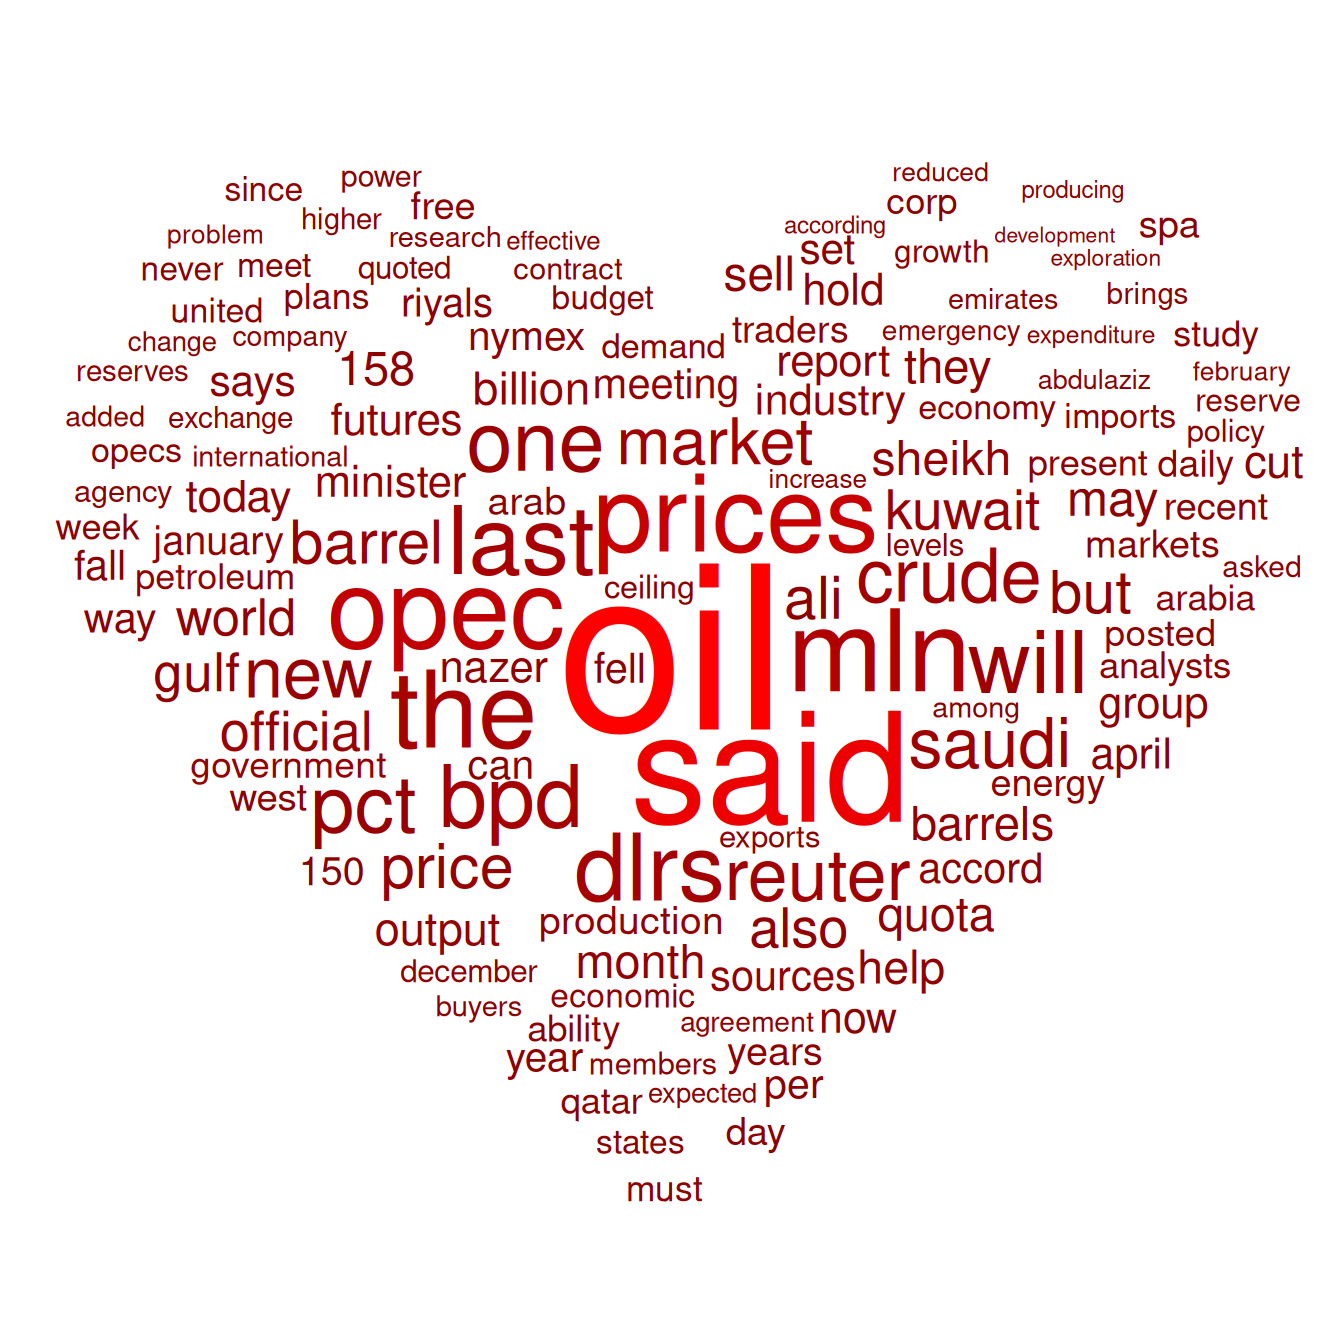 power
since
reduced
producing
free
corp
higher
according
spa
problem
research
effective
set
growth
development
exploration
never
meet
quoted
contract
sell
hold
united
plans
riyals
budget
emirates
brings
change
company
nymex
demand
traders
emergency
expenditure
study
reserves
says
158
billion
meeting
report
they
abdulaziz
february
added
exchange
futures
industry
economy
imports
reserve
opecs
international
one
market
policy
minister
sheikh
present
daily
cut
agency
today
arab
increase
prices
kuwait
may
recent
week
january
barrel
last
levels
markets
fall
petroleum
ceiling
crude
asked
way
world
opec
oil
ali
but
arabia
gulf
new
nazer
fell
mln
will
posted
analysts
official
the
among
group
government
can
said
saudi
april
west
pct
bpd
energy
exports
barrels
150
price
dlrs
reuter
accord
output
production
also
quota
december
month
sources
help
buyers
economic
ability
agreement
now
year
members
years
qatar
expected
per
states
day
must